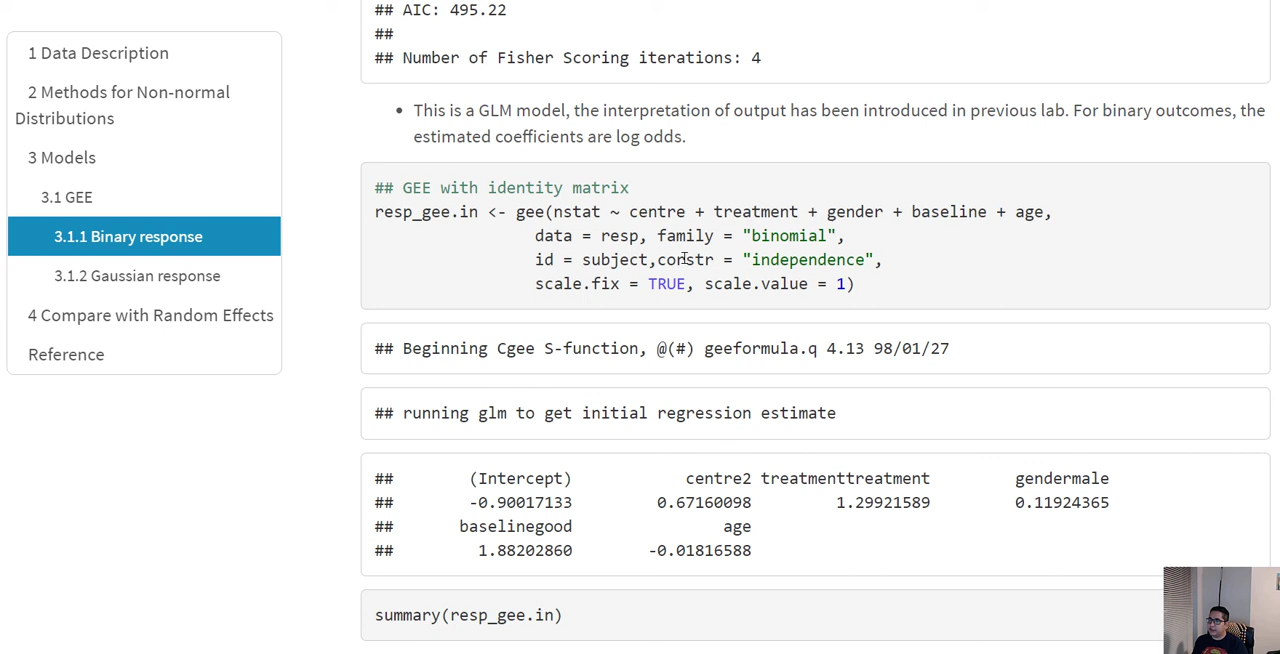 1 Data Description
2 Methods for Non-normal
Distributions
3 Models
3.1 GEE
3.1.1 Binary response
3.1.2 Gaussian response
4 Compare with Random Effects
Reference
## AIC: 495.22
##
## Number of Fisher Scoring iterations: 4
• This is a GLM model, the interpretation of output has been introduced in previous lab. For binary outcomes, the
estimated coefficients are log odds.
## GEE with identity matrix
resp_gee.in <- gee(nstat ~ centre + treatment + gender + baseline + age,
data = resp, family = "binomial",
id = subject,corstr = "independence",
scale.fix = TRUE, scale.value = 1)
## Beginning Cgee S-function, @(#) geeformula.q 4.13 98/01/27
## running glm to get initial regression estimate
## (Intercept) centre2 treatmenttreatment gendermale
## -0.90017133 0.67160098 1.29921589 0.11924365
## baselinegood age
## 1.88202860 -0.01816588
summary(resp_gee.in)